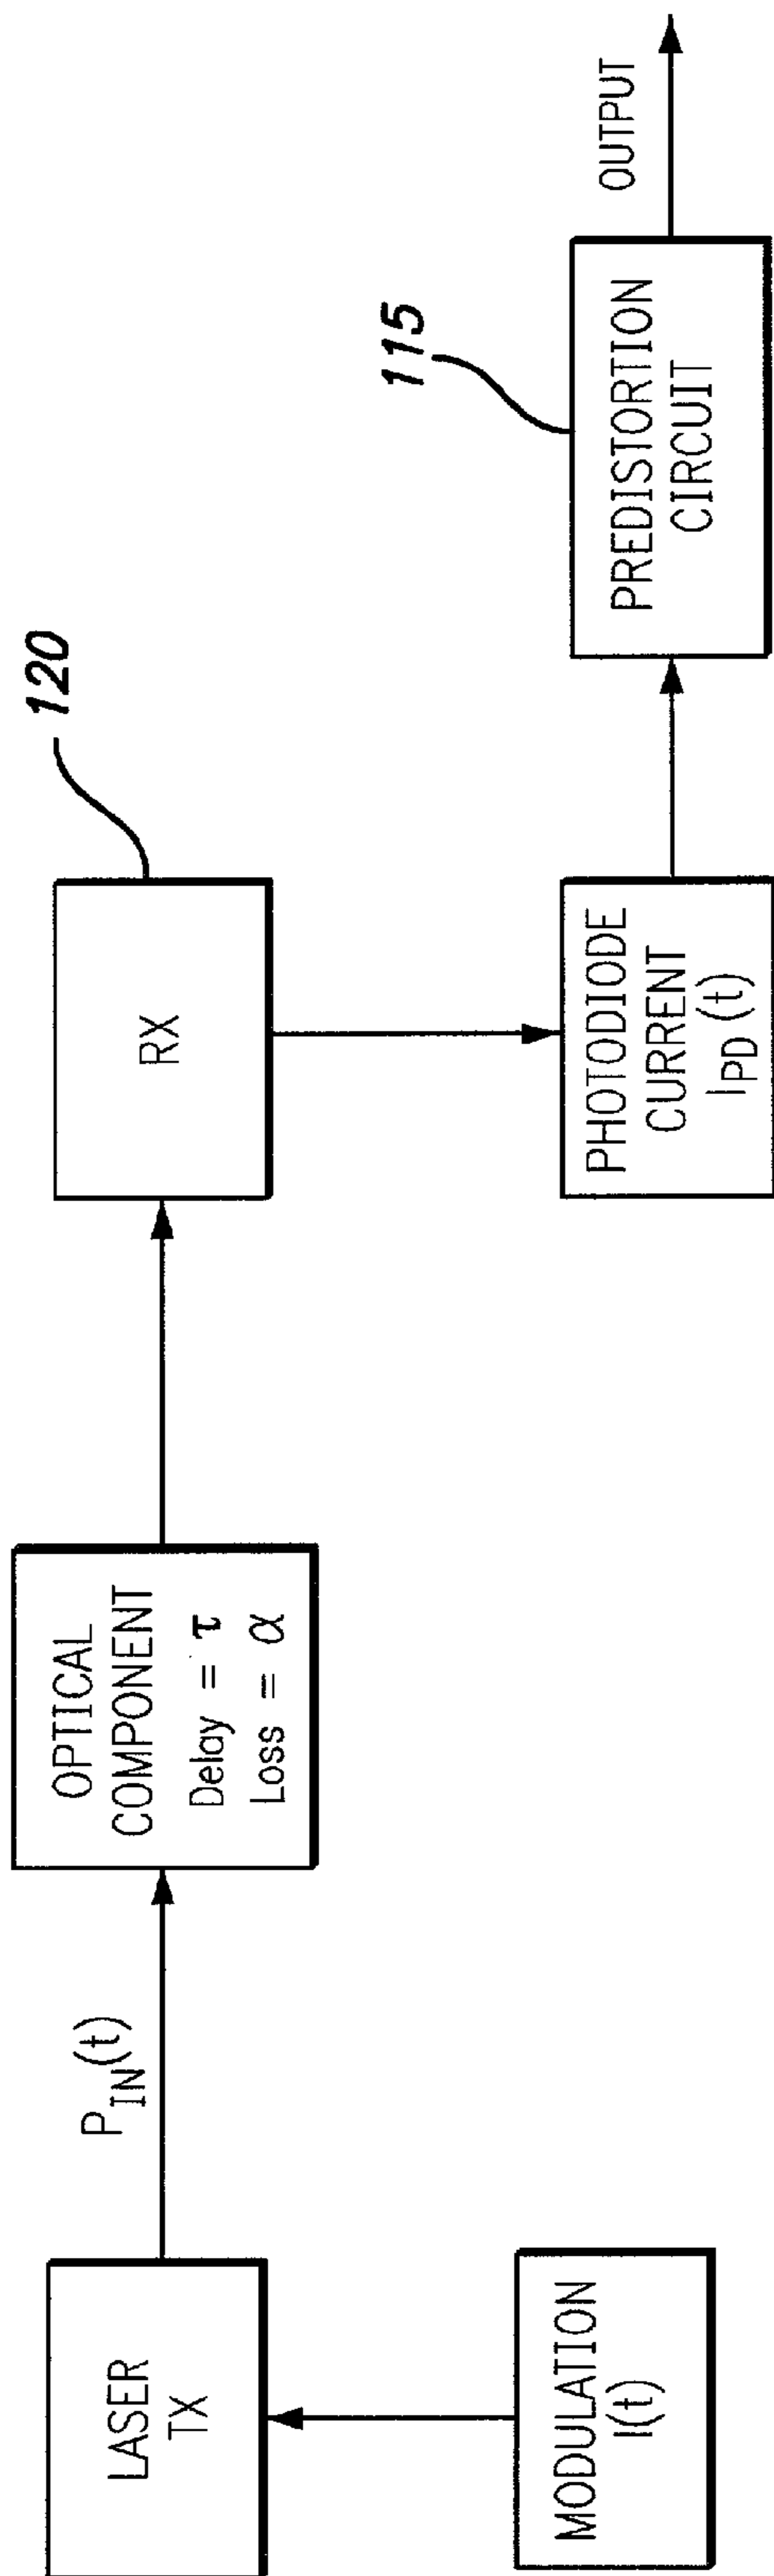 LASER
TX
MODULATION
I(t)
P_IN(t)
OPTICAL
COMPONENT
Delay = τ
Loss = α
RX
120
PHOTODIODE
CURRENT
I_PD (t)
PREDISTORTION
CIRCUIT
115
OUTPUT